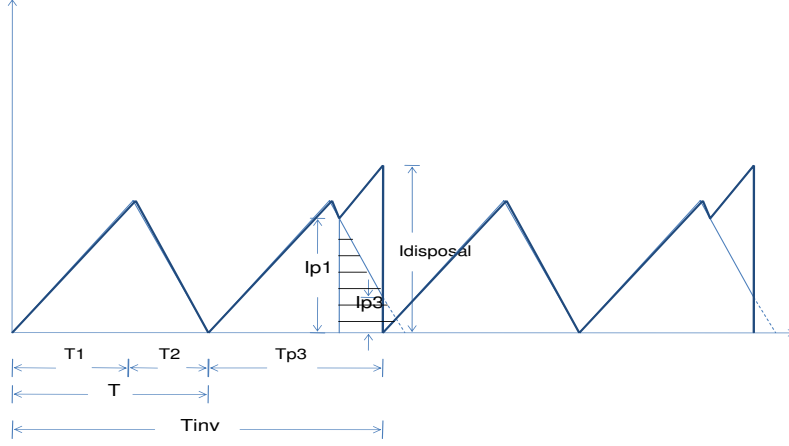 Idisposal
Ip1
Ip3
T1
T2
Tp3
T
Tinv